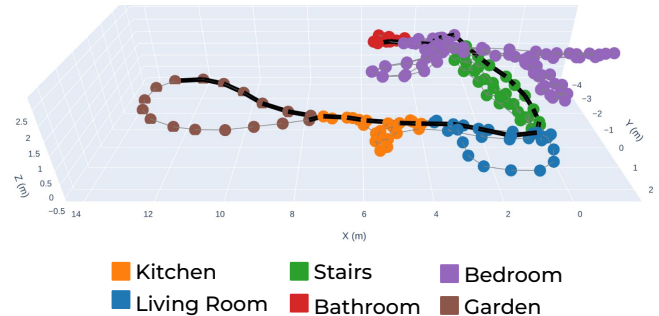 2.5
2
1.5
1
0.5
0
−0.5
Z (m)
14
12
10
8
6
4
2
0
X (m)
−4
−3
−2
−1
0
1
2
Y (m)
Kitchen
Stairs
Bedroom
Living Room
Bathroom
Garden